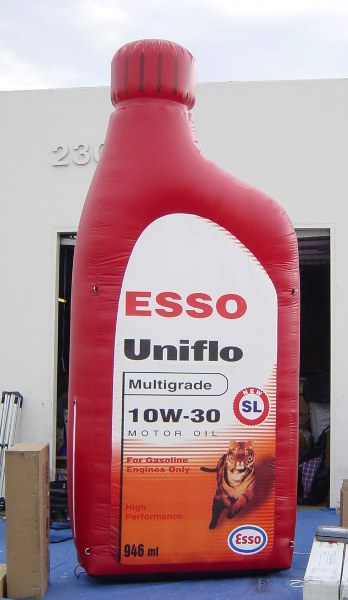 230
ESSO
Uniflo
Multigrade
10W-30
MOTOR OIL
NEW
SL
For Gasoline
Engines Only
High
Performance
946 ml
Esso